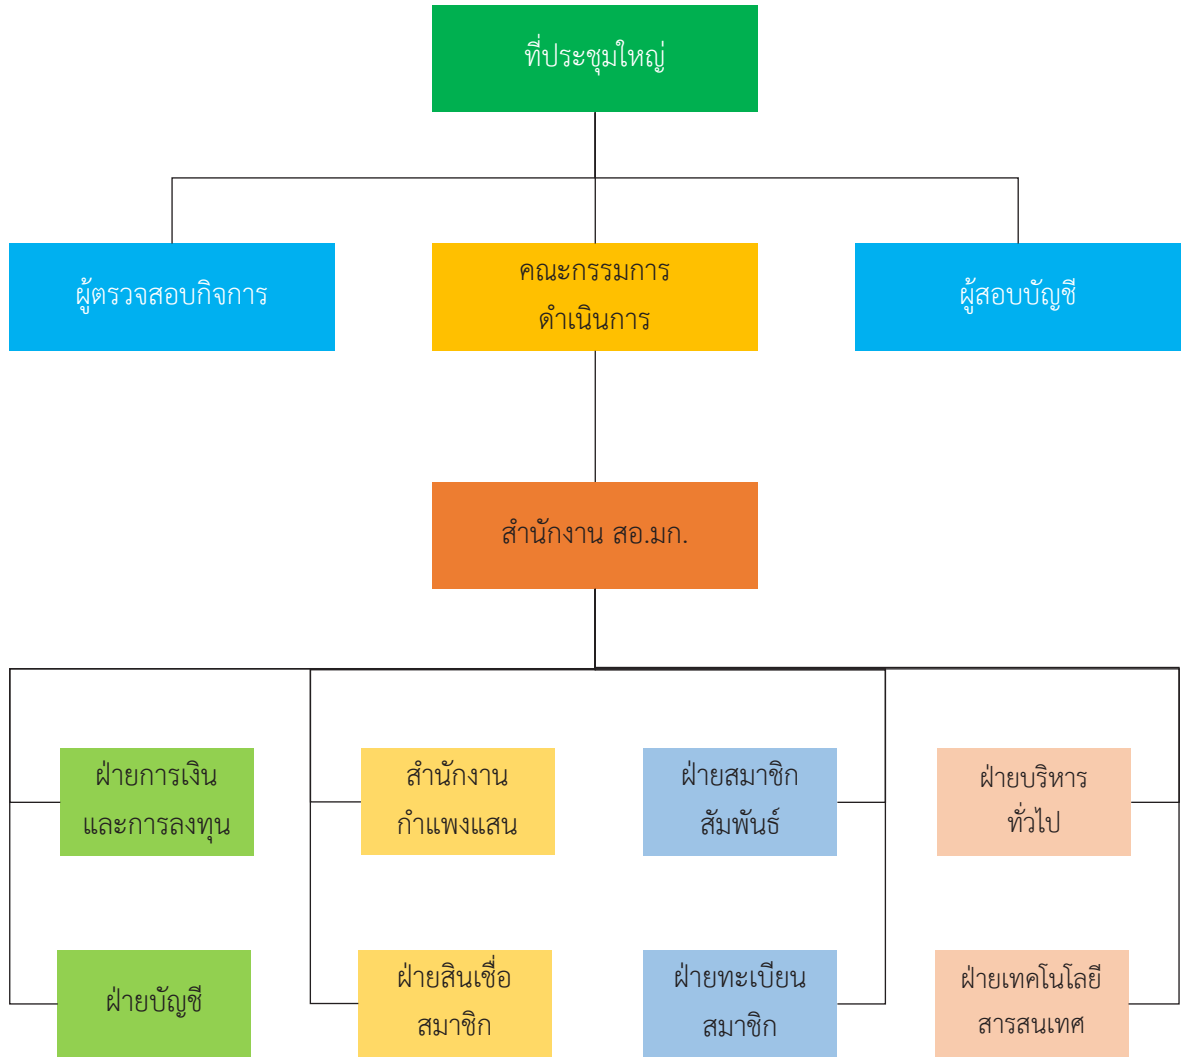 ที่ประชุมใหญ่
ผู้ตรวจสอบกิจการ
คณะกรรมการ
ดำเนินการ
ผู้สอบบัญชี
สำนักงาน สอ.มก.
ฝ่ายการเงิน
และการลงทุน
สำนักงาน
กำแพงแสน
ฝ่ายสมาชิก
สัมพันธ์
ฝ่ายบริหาร
ทั่วไป
ฝ่ายบัญชี
ฝ่ายสินเชื่อ
สมาชิก
ฝ่ายทะเบียน
สมาชิก
ฝ่ายเทคโนโลยี
สารสนเทศ